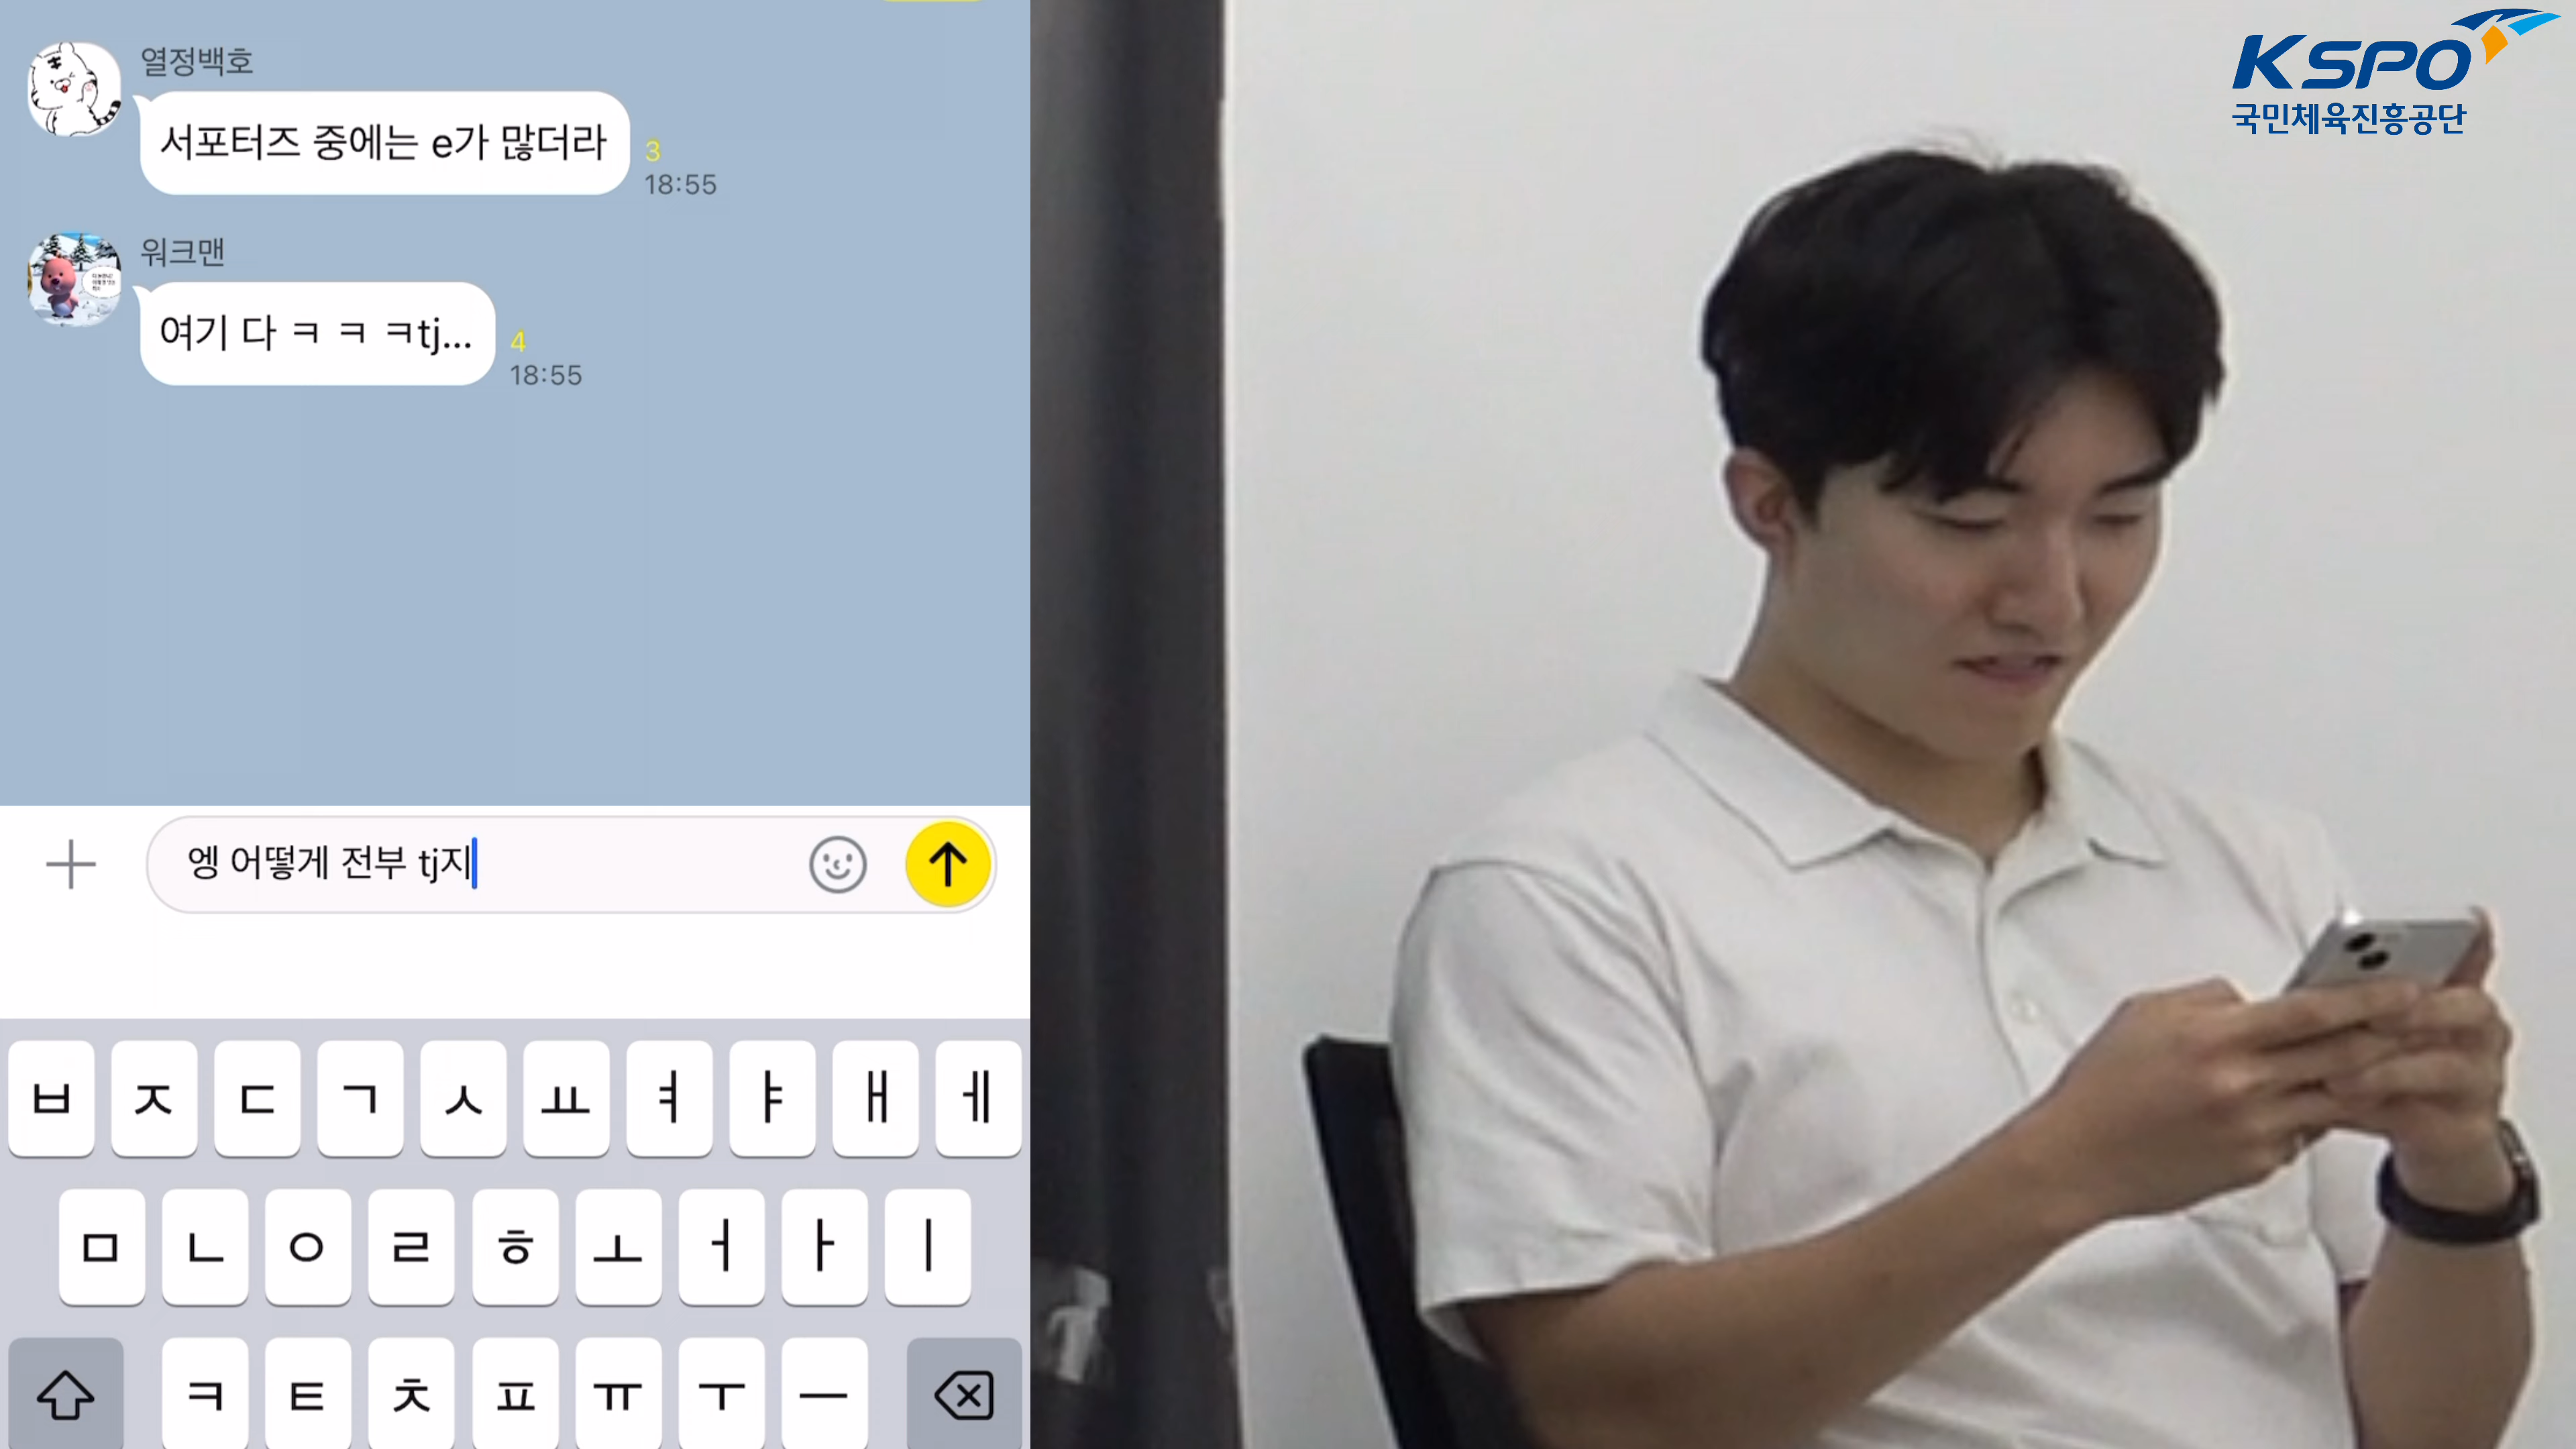 열정백호
서포터즈 중에는 e가 많더라
3
18:55
워크맨
여기 다 ㅋ ㅋ ㅋtj...
4
18:55
엥 어떻게 전부 tj지
ㅂ ㅈ ㄷ ㄱ ㅅ ㅛ ㅕ ㅑ ㅐ ㅔ
ㅁ ㄴ ㅇ ㄹ ㅎ ㅗ ㅓ ㅏ ㅣ
ㅋ ㅌ ㅊ ㅍ ㅠ ㅜ ㅡ
KSPO
국민체육진흥공단